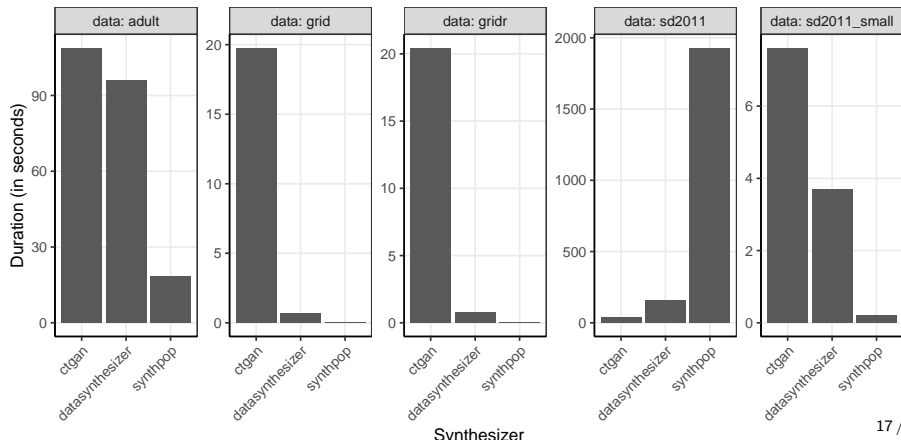 data: adult
data: grid
data: gridr
data: sd2011
data: sd2011_small
Duration (in seconds)
90
60
30
0
20
15
10
5
0
20
15
10
5
0
2000
1500
1000
500
0
6
4
2
0
ctgan
datasynthesizer
synthpop
ctgan
datasynthesizer
synthpop
ctgan
datasynthesizer
synthpop
ctgan
datasynthesizer
synthpop
ctgan
datasynthesizer
synthpop
Synthesizer
17 /